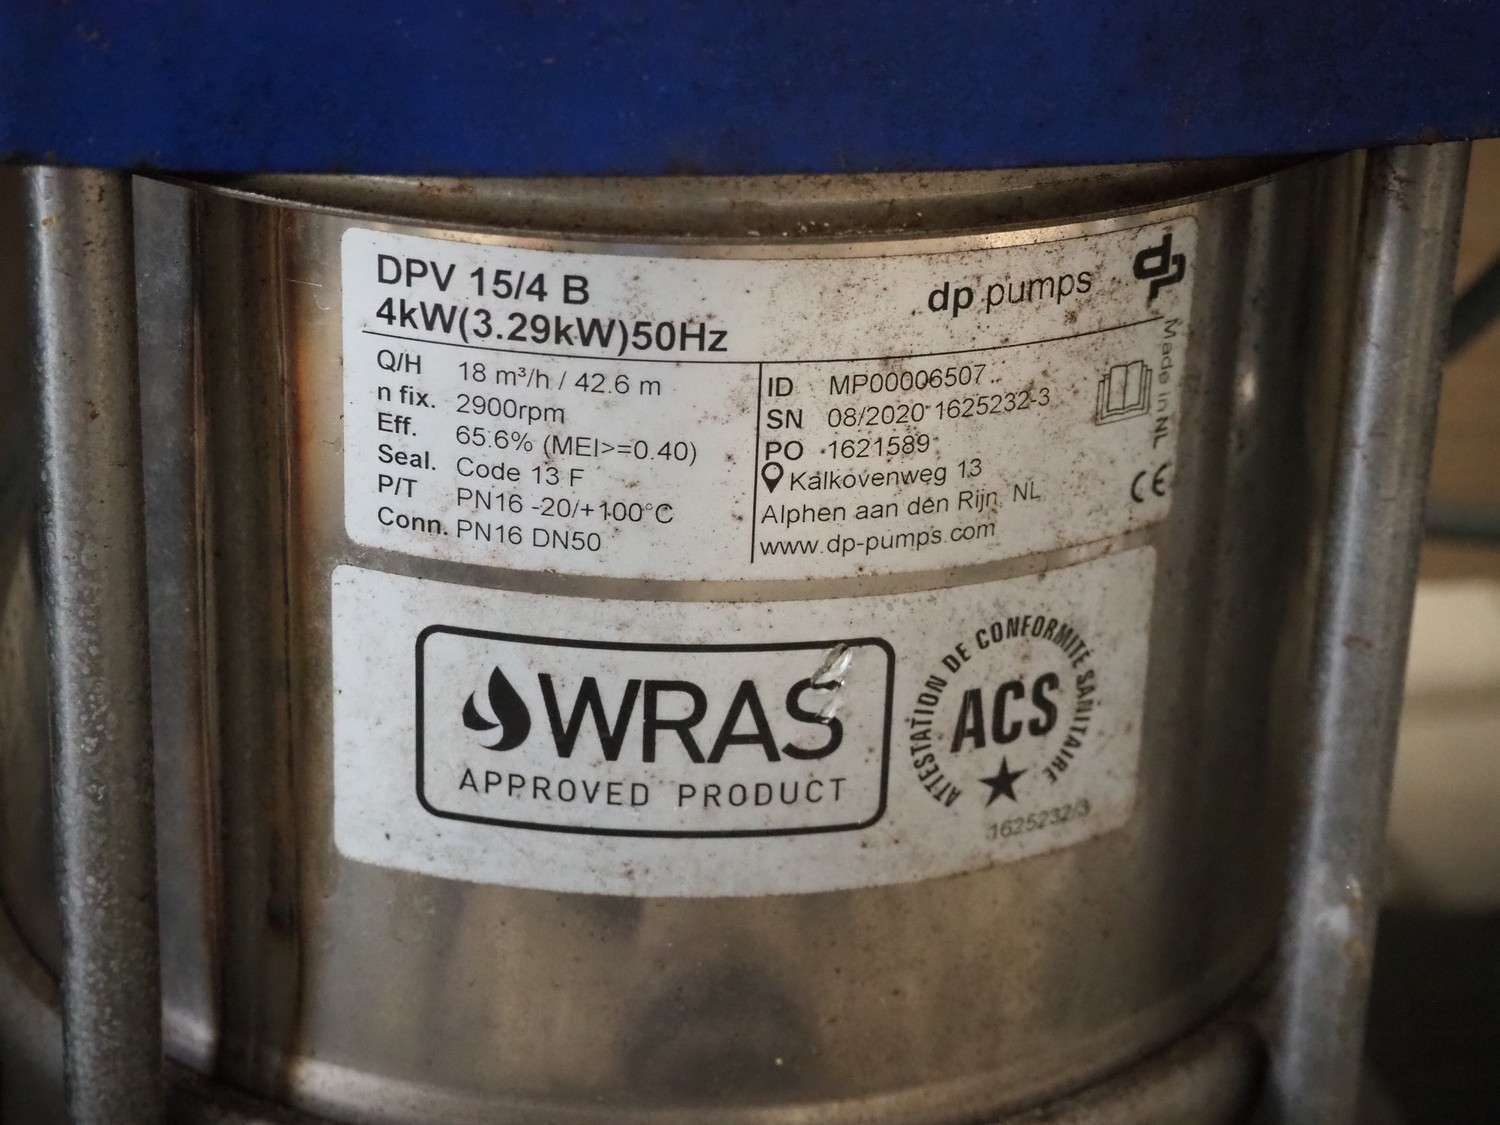 DPV 15/4 B
4kW(3.29kW)50Hz
dp pumps
dp
Q/H 18 m³/h / 42.6 m
n fix. 2900rpm
Eff. 65.6% (MEI>=0.40)
Seal. Code 13 F
P/T PN16 -20/+100°C
Conn. PN16 DN50
ID MP00006507
SN 08/2020 1625232-3
PO 1621589
Kalkovenweg 13
Alphen aan den Rijn, NL
www.dp-pumps.com
Made in NL
CE
WRAS
APPROVED PRODUCT
ATTESTATION DE CONFORMITÉ SANITAIRE
ACS
1625232/3